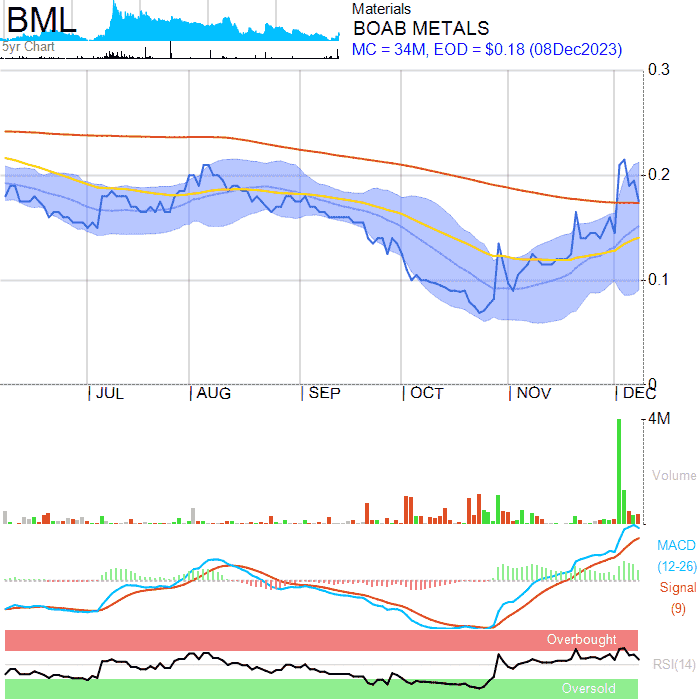 BML
5yr Chart
Materials
BOAB METALS
MC = 34M, EOD = $0.18 (08Dec2023)
0.3
0.2
0.1
0
JUL AUG SEP OCT NOV DEC
4M
Volume
MACD
(12-26)
Signal
(9)
Overbought
RSI(14)
Oversold